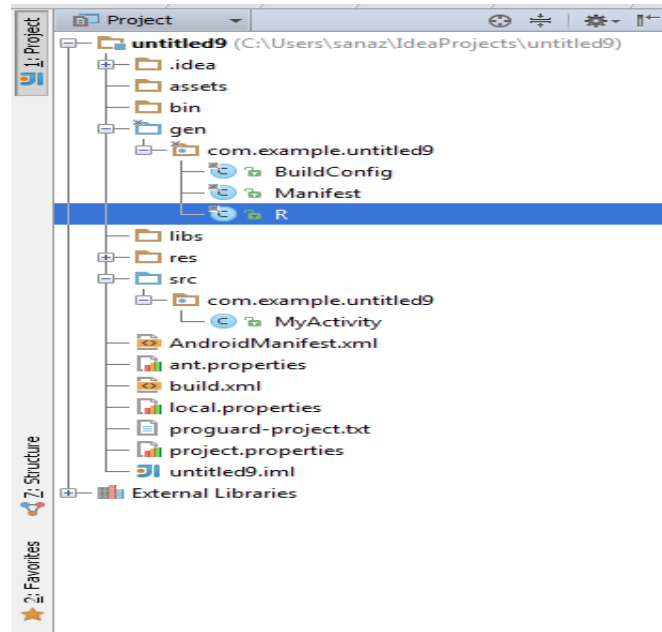 Project
untitled9 (C:\Users\sanaz\IdeaProjects\untitled9)
.idea
assets
bin
gen
com.example.untitled9
BuildConfig
Manifest
R
libs
res
src
com.example.untitled9
MyActivity
AndroidManifest.xml
ant.properties
build.xml
local.properties
proguard-project.txt
project.properties
untitled9.iml
External Libraries
1: Project
7: Structure
2: Favorites